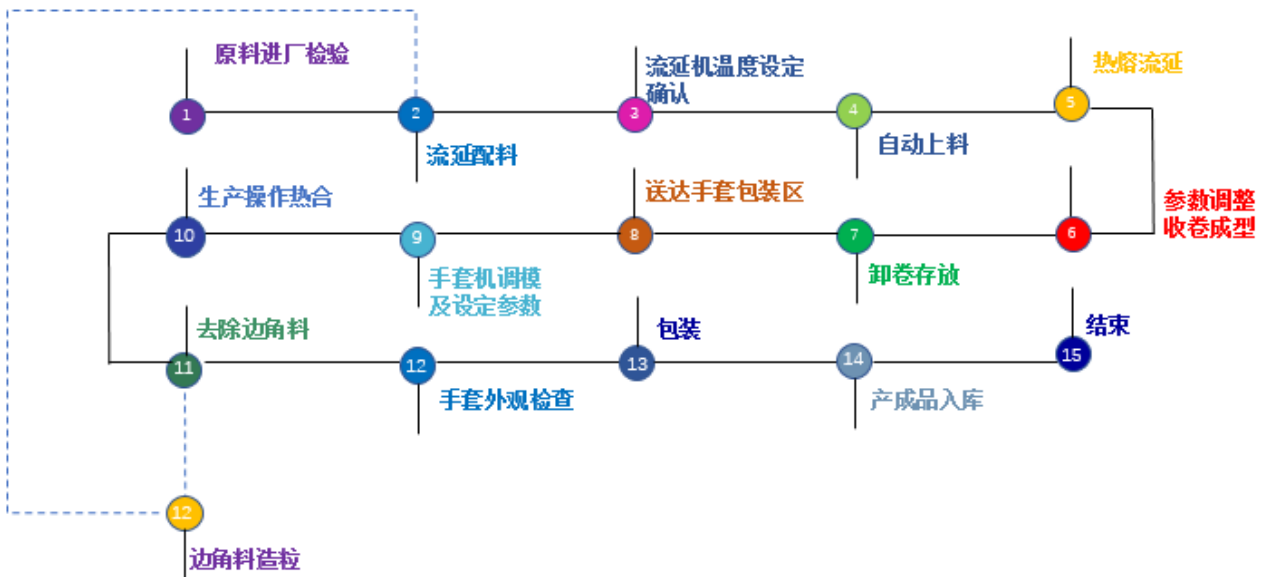 原料进厂检验
1
2
流延配料
流延机温度设定
确认
3
4
自动上料
热熔流延
5
参数调整
收卷成型
6
7
卸卷存放
送达手套包装区
8
9
手套机调模
及设定参数
生产操作热合
10
去除边角料
11
12
手套外观检查
包装
13
14
产成品入库
结束
15
12
边角料造粒